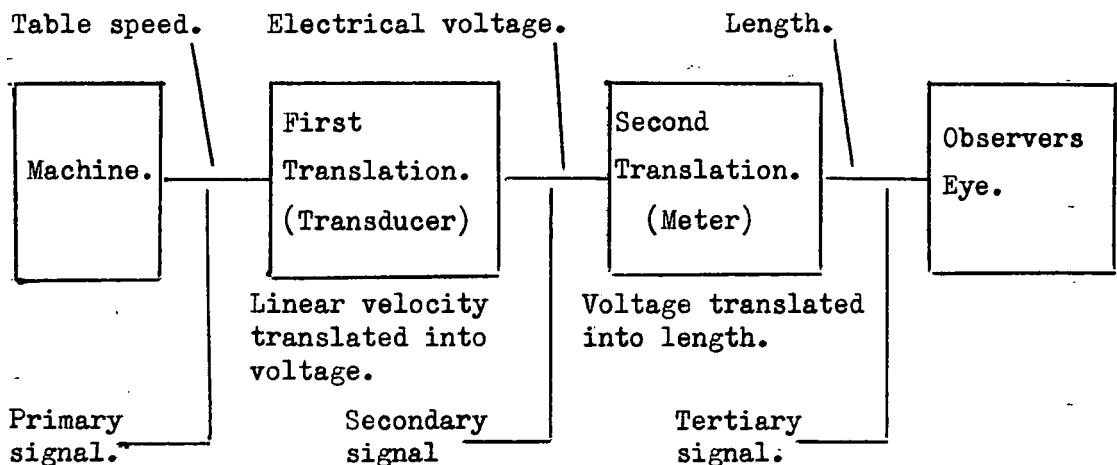 Table speed.
Electrical voltage.
Length.
Machine.
First
Translation.
(Transducer)
Second
Translation.
(Meter)
Observers
Eye.
Linear velocity
translated into
voltage.
Voltage translated
into length.
Primary
signal.
Secondary
signal
Tertiary
signal.